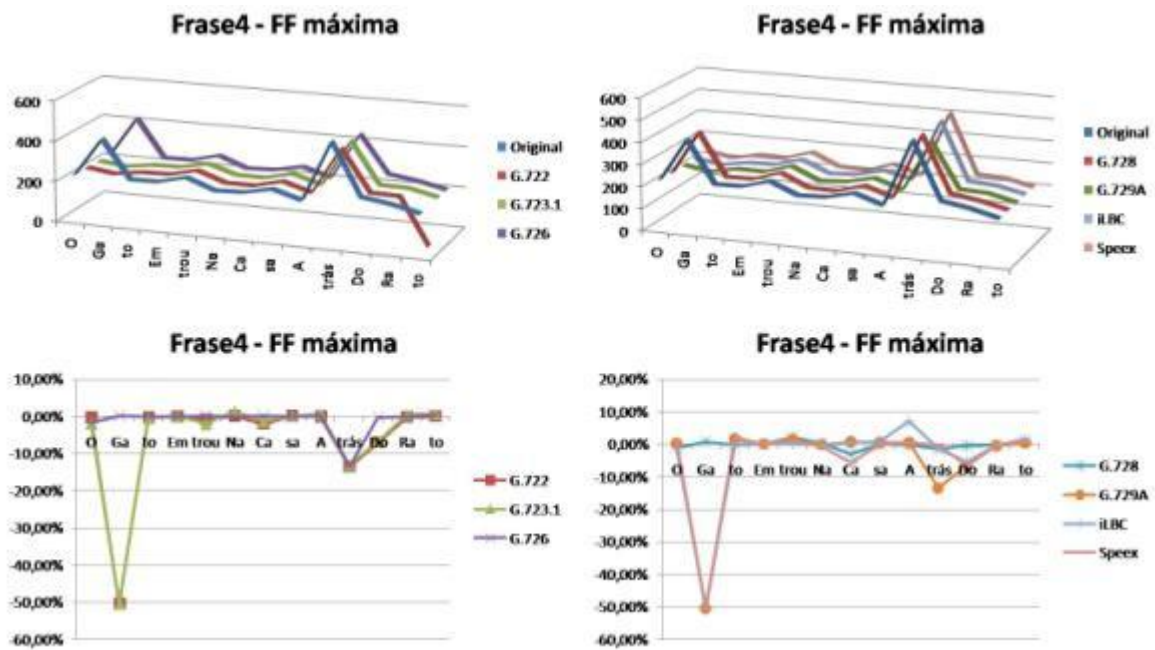 Frase4 - FF máxima
600
400
200
0
O
Ga
to
Em
trou
Na
Ca
sa
A
trás
Do
Ra
to
Original
G.722
G.723.1
G.726
Frase4 - FF máxima
600
500
400
300
200
100
0
O
Ga
to
Em
trou
Na
Ca
sa
A
trás
Do
Ra
to
Original
G.728
G.729A
iLBC
Speex
Frase4 - FF máxima
10,00%
0,00%
-10,00%
-20,00%
-30,00%
-40,00%
-50,00%
-60,00%
O Ga to Em trou Na Ca sa A trás Do Ra to
G.722
G.723.1
G.726
Frase4 - FF máxima
20,00%
10,00%
0,00%
-10,00%
-20,00%
-30,00%
-40,00%
-50,00%
-60,00%
O Ga to Em trou Na Ca sa A trás Do Ra to
G.728
G.729A
iLBC
Speex